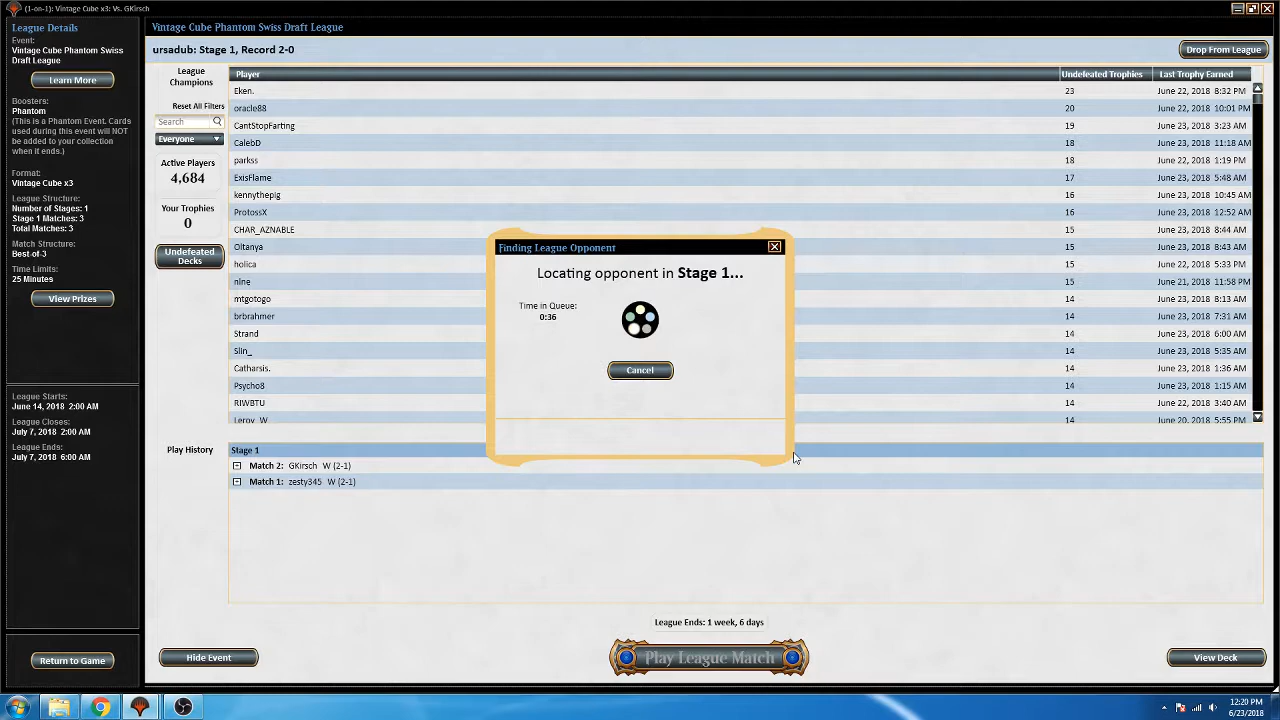 (1-on-1): Vintage Cube x3: Vs. GKirsch
League Details
Event:
Vintage Cube Phantom Swiss
Draft League
Learn More
Boosters:
Phantom
(This is a Phantom Event. Cards
used during this event will NOT
be added to your collection
when it ends.)
Format:
Vintage Cube x3
League Structure:
Number of Stages: 1
Stage 1 Matches: 3
Total Matches: 3
Match Structure:
Best-of-3
Time Limits:
25 Minutes
View Prizes
League Starts:
June 14, 2018 2:00 AM
League Closes:
July 7, 2018 2:00 AM
League Ends:
July 7, 2018 6:00 AM
Return to Game
Vintage Cube Phantom Swiss Draft League
ursadub: Stage 1, Record 2-0
Drop From League
League
Champions
Reset All Filters
Search
Everyone
Active Players
4,684
Your Trophies
0
Undefeated
Decks
Player Undefeated Trophies Last Trophy Earned
Eken. 23 June 22, 2018 8:32 PM
oracle88 20 June 22, 2018 10:01 PM
CantStopFarting 19 June 23, 2018 3:23 AM
CalebD 18 June 23, 2018 11:18 AM
parkss 18 June 22, 2018 1:19 PM
ExisFlame 17 June 23, 2018 5:48 AM
kennythepig 16 June 23, 2018 10:45 AM
ProtossX 16 June 23, 2018 12:52 AM
CHAR_AZNABLE 15 June 23, 2018 8:44 AM
Oltanya 15 June 23, 2018 8:43 AM
holica 15 June 22, 2018 5:33 PM
15 June 21, 2018 11:58 PM
mtgotogo 14 June 23, 2018 8:13 AM
brbrahmer 14 June 23, 2018 7:31 AM
Strand 14 June 23, 2018 6:00 AM
Slin_ 14 June 23, 2018 5:35 AM
Catharsis. 14 June 23, 2018 1:36 AM
Psycho8 14 June 23, 2018 1:15 AM
RIWBTU 14 June 22, 2018 3:40 AM
Leroy_W 14 June 20, 2018 5:55 PM
Finding League Opponent
Locating opponent in Stage 1...
Time in Queue:
0:36
Cancel
Play History
Stage 1
Match 2: GKirsch W (2-1)
Match 1: zesty345 W (2-1)
League Ends: 1 week, 6 days
Hide Event
Play League Match
View Deck
12:20 PM
6/23/2018